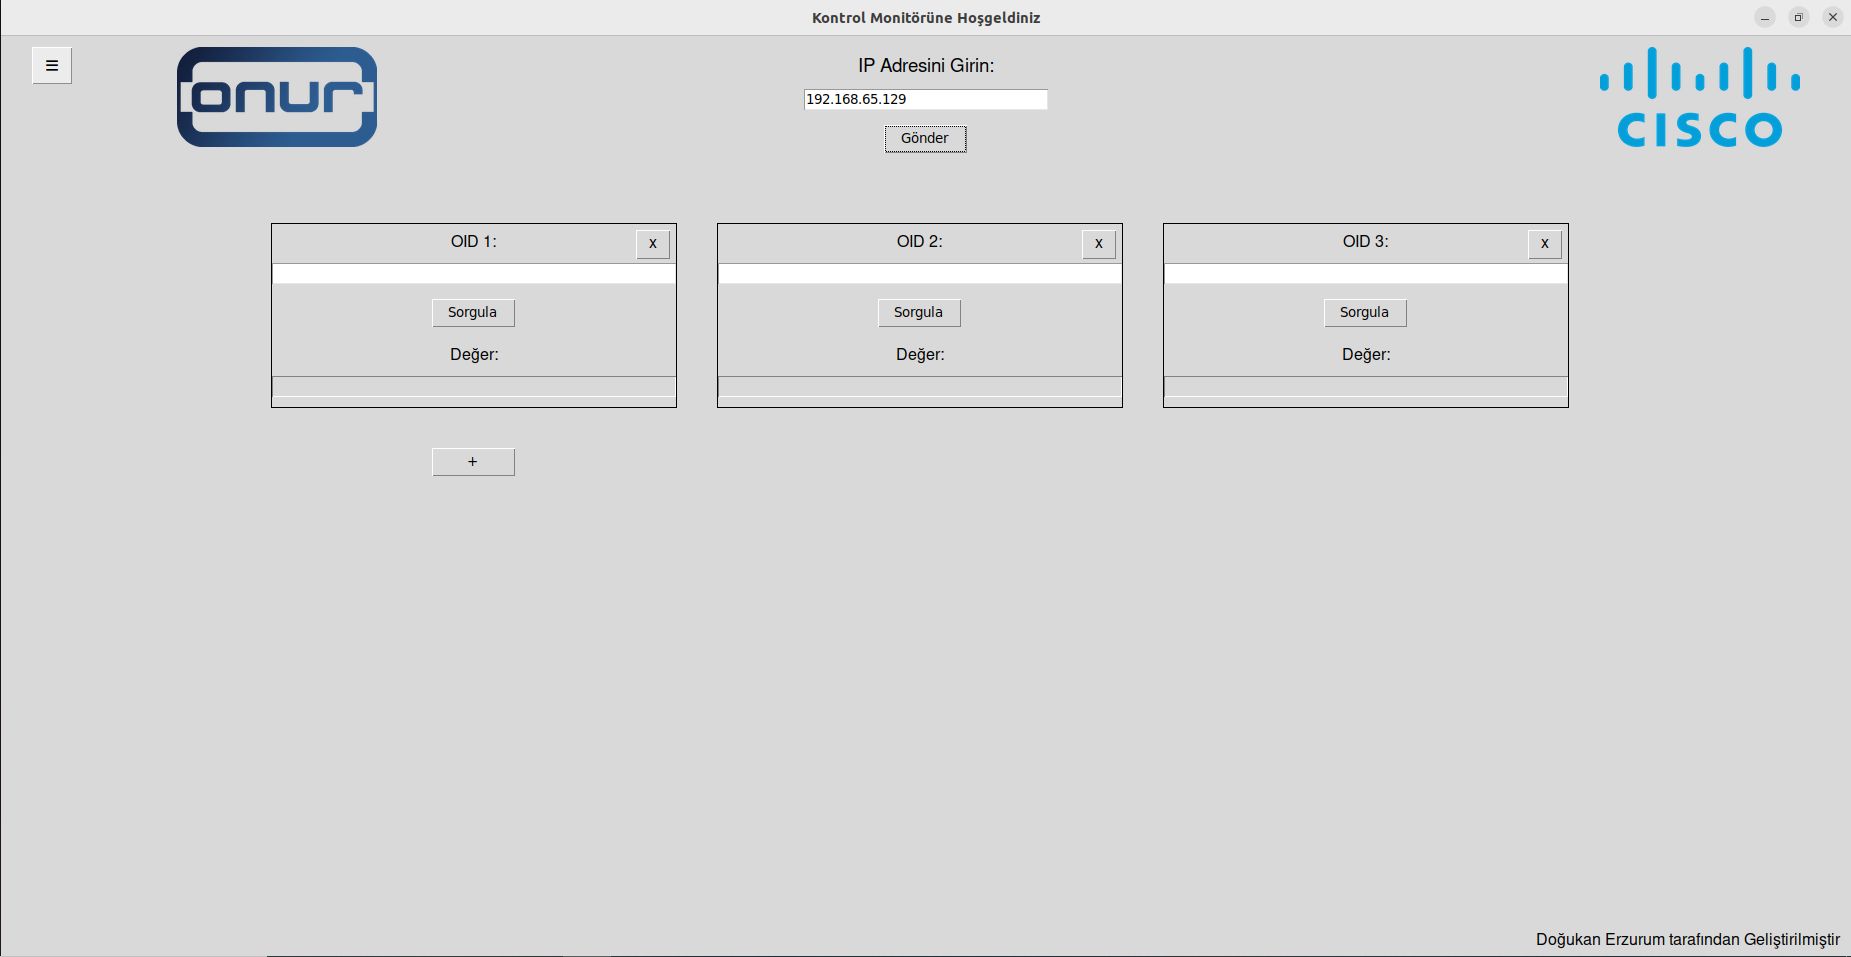 Kontrol Monitörüne Hoşgeldiniz
≡
onur
IP Adresini Girin:
192.168.65.129
Gönder
CISCO
OID 1:
x
Sorgula
Değer:
OID 2:
x
Sorgula
Değer:
OID 3:
x
Sorgula
Değer:
+
Doğukan Erzurum tarafından Geliştirilmiştir